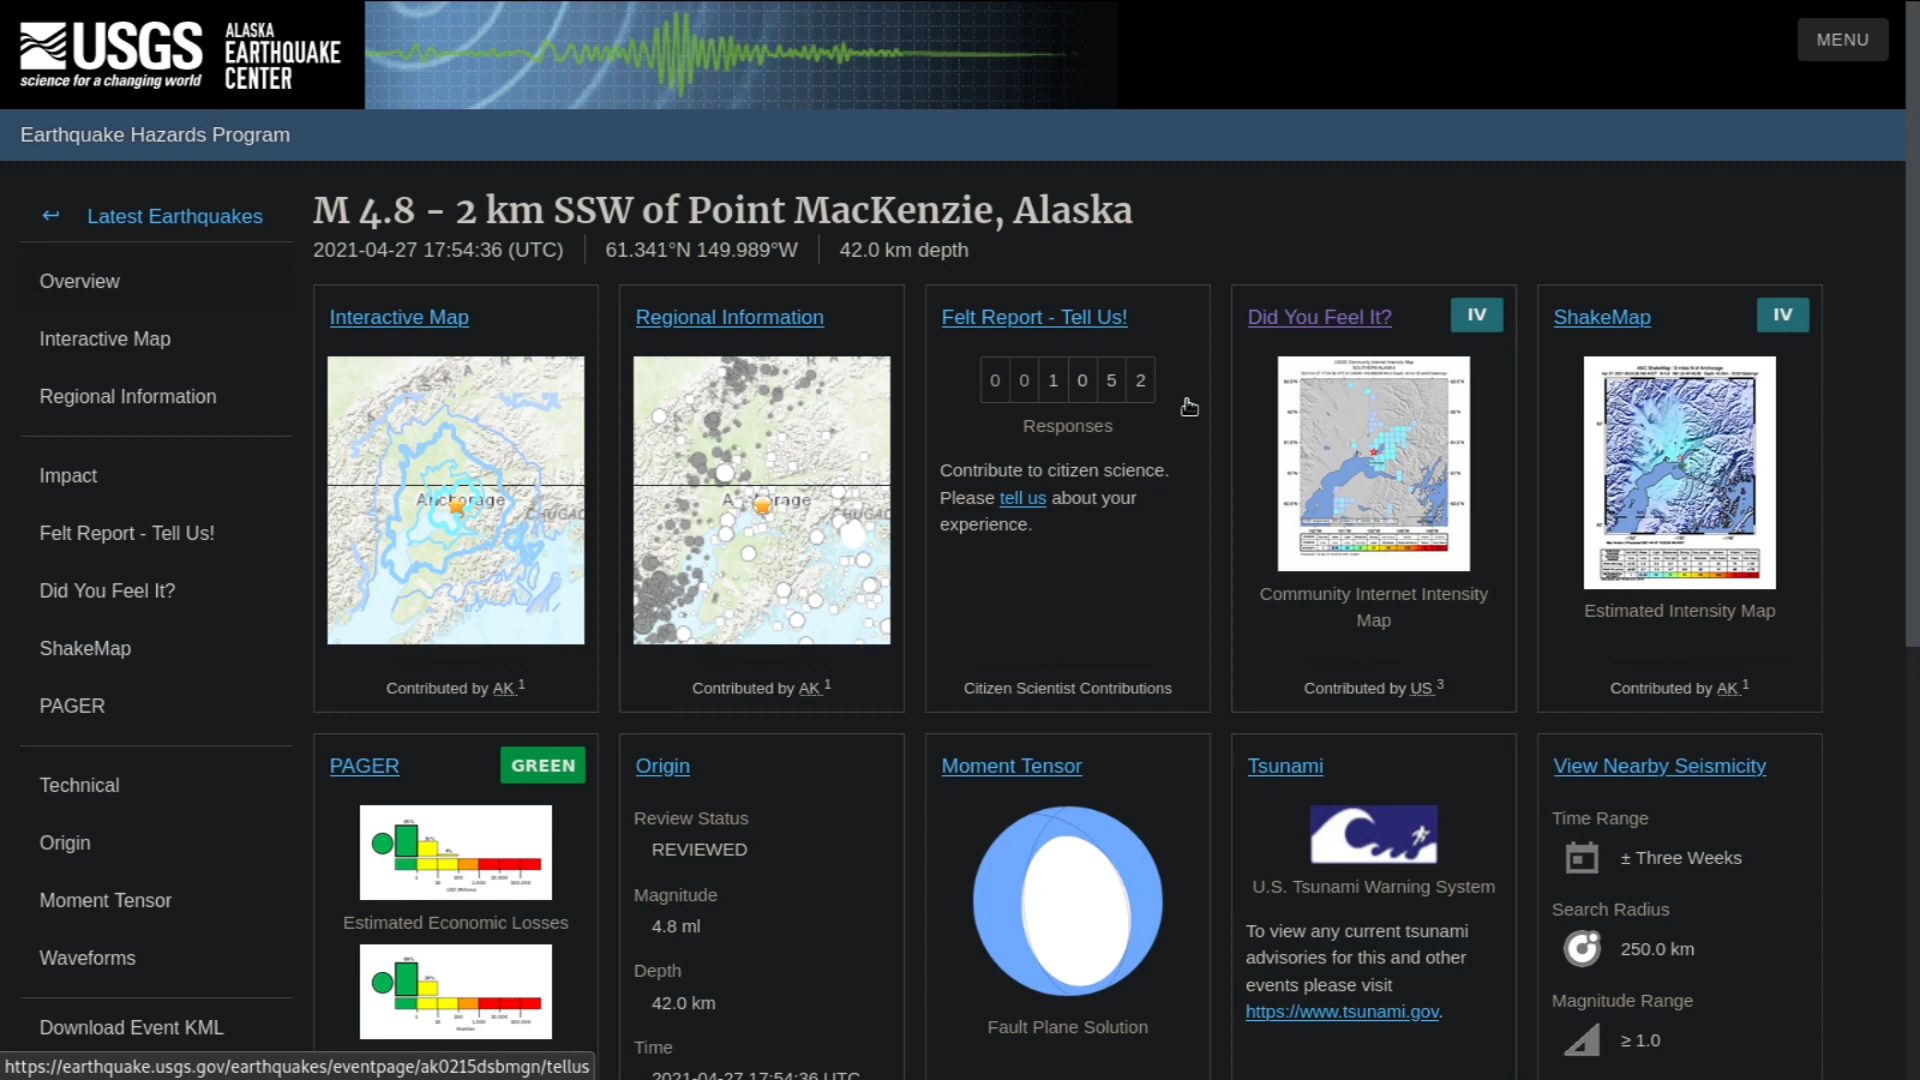 USGS
science for a changing world
ALASKA
EARTHQUAKE
CENTER
MENU
Earthquake Hazards Program
Latest Earthquakes
Overview
Interactive Map
Regional Information
Impact
Felt Report - Tell Us!
Did You Feel It?
ShakeMap
PAGER
Technical
Origin
Moment Tensor
Waveforms
Download Event KML
M 4.8 - 2 km SSW of Point MacKenzie, Alaska
2021-04-27 17:54:36 (UTC)
61.341°N 149.989°W
42.0 km depth
Interactive Map
Anchorage
Contributed by AK 1
Regional Information
Contributed by AK 1
Felt Report - Tell Us!
0 0 1 0 5 2
Responses
Contribute to citizen science.
Please tell us about your
experience.
Citizen Scientist Contributions
Did You Feel It?
IV
Community Internet Intensity
Map
Contributed by US 3
ShakeMap
IV
Estimated Intensity Map
Contributed by AK 1
PAGER
GREEN
Estimated Economic Losses
Origin
Review Status
REVIEWED
Magnitude
4.8 ml
Depth
42.0 km
Time
2021-04-27 17:54:36 UTC
Moment Tensor
Fault Plane Solution
Tsunami
U.S. Tsunami Warning System
To view any current tsunami
advisories for this and other
events please visit
https://www.tsunami.gov.
View Nearby Seismicity
Time Range
± Three Weeks
Search Radius
250.0 km
Magnitude Range
≥ 1.0
https://earthquake.usgs.gov/earthquakes/eventpage/ak0215dsbmgn/tellus